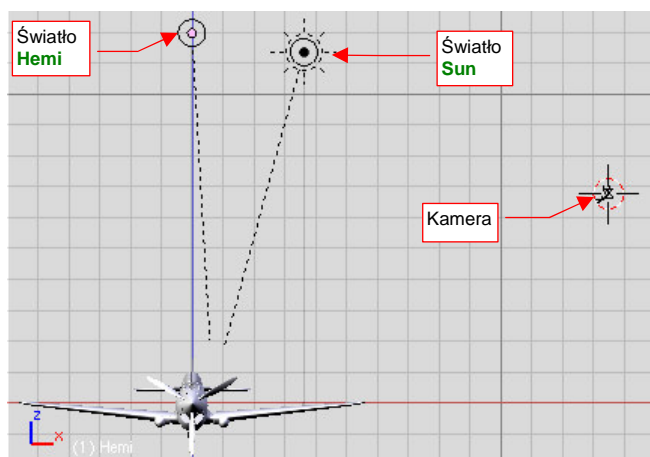 Światło
Hemi
Światło
Sun
Kamera
z
x
(1) Hemi